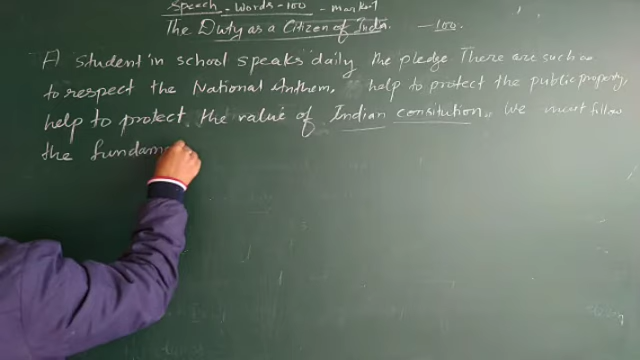 Speech - Words - 100 - mark
The Duty as a Citizen of India — 100.
A student in school speaks daily the pledge There are such as
to respect the National Anthem, help to protect the public property,
help to protect the value of Indian consitution. We must follow
the fundam